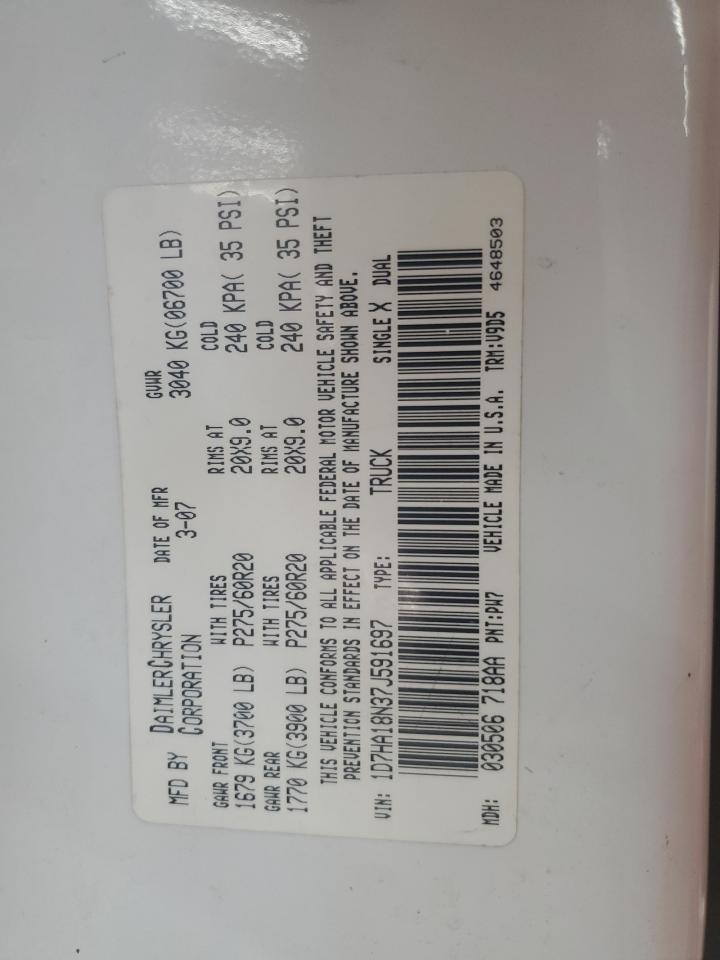 MFD BY DAIMLERCHRYSLER DATE OF MFR GVWR
CORPORATION 3-07 3040 KG(06700 LB)
GAWR FRONT WITH TIRES RIMS AT COLD
1679 KG(3700 LB) P275/60R20 20X9.0 240 KPA( 35 PSI)
GAWR REAR WITH TIRES RIMS AT COLD
1770 KG(3900 LB) P275/60R20 20X9.0 240 KPA( 35 PSI)
THIS VEHICLE CONFORMS TO ALL APPLICABLE FEDERAL MOTOR VEHICLE SAFETY AND THEFT
PREVENTION STANDARDS IN EFFECT ON THE DATE OF MANUFACTURE SHOWN ABOVE.
VIN: 1D7HA18N37J591697 TYPE: TRUCK SINGLE X DUAL
MDH: 030506 718AA PNT:PW7 VEHICLE MADE IN U.S.A. TRM:V9D5
4648503